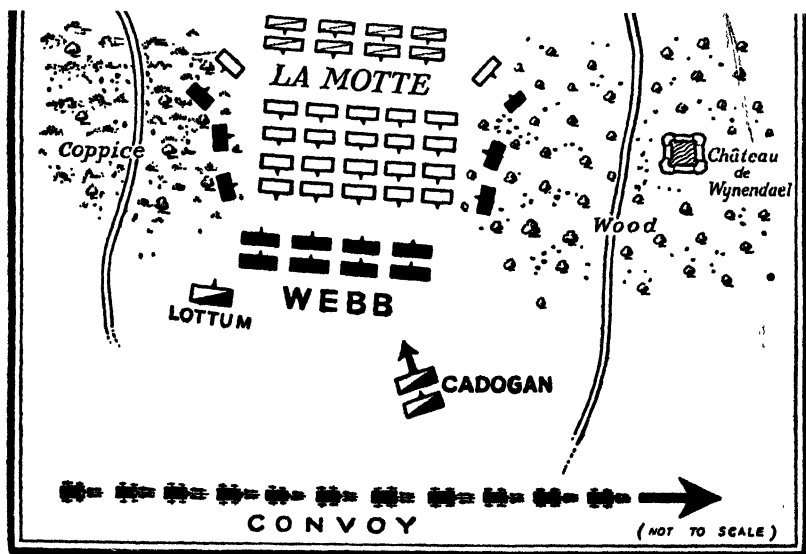 LA MOTTE
Coppice
Château
de
Wynendael
Wood
WEBB
LOTTUM
CADOGAN
CONVOY
(NOT TO SCALE)